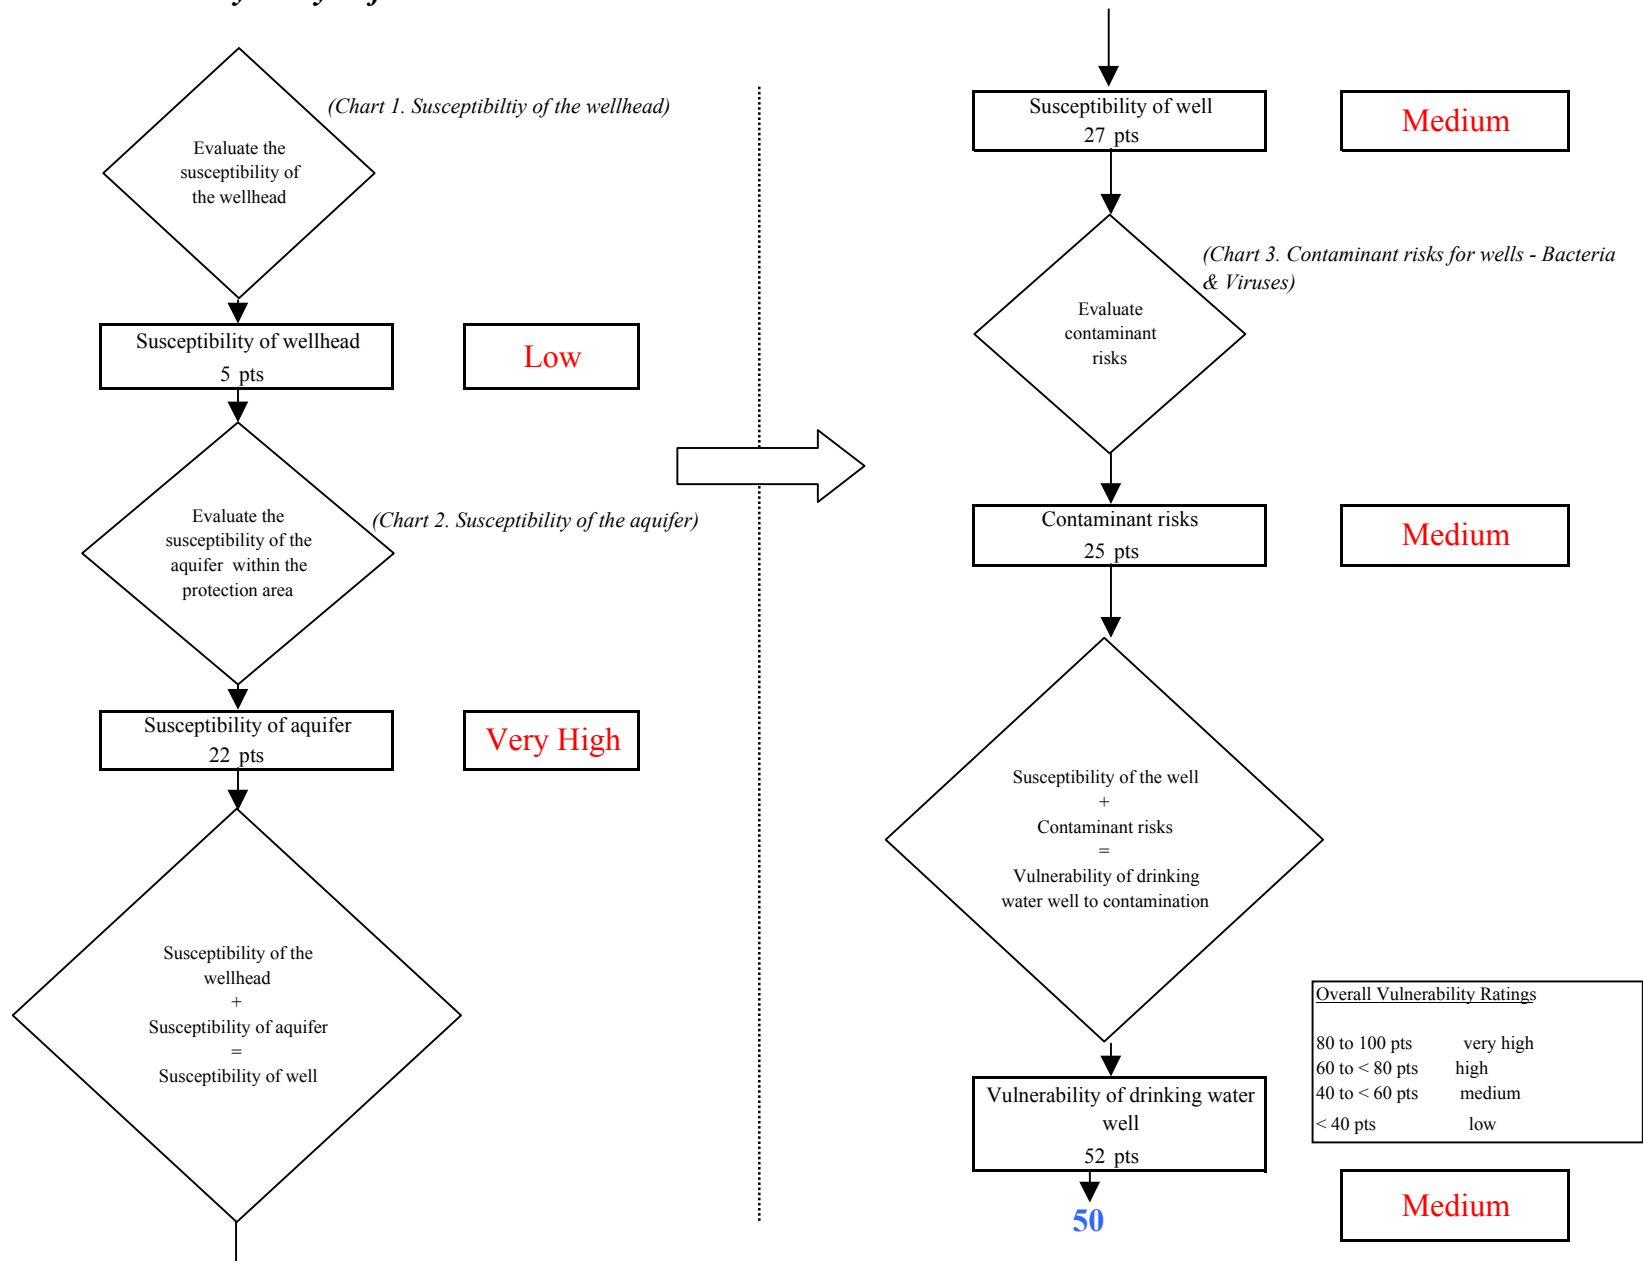 (Chart 1. Susceptibiltiy of the wellhead)
Evaluate the
susceptibility of
the wellhead
Susceptibility of wellhead
5 pts
Low
Evaluate the
susceptibility of the
aquifer within the
protection area
(Chart 2. Susceptibility of the aquifer)
Susceptibility of aquifer
22 pts
Very High
Susceptibility of the
wellhead
+
Susceptibility of aquifer
=
Susceptibility of well
Susceptibility of well
27 pts
Medium
(Chart 3. Contaminant risks for wells - Bacteria
& Viruses)
Evaluate
contaminant
risks
Contaminant risks
25 pts
Medium
Susceptibility of the well
+
Contaminant risks
=
Vulnerability of drinking
water well to contamination
Overall Vulnerability Ratings
80 to 100 pts very high
60 to < 80 pts high
40 to < 60 pts medium
< 40 pts low
Vulnerability of drinking water
well
52 pts
50
Medium